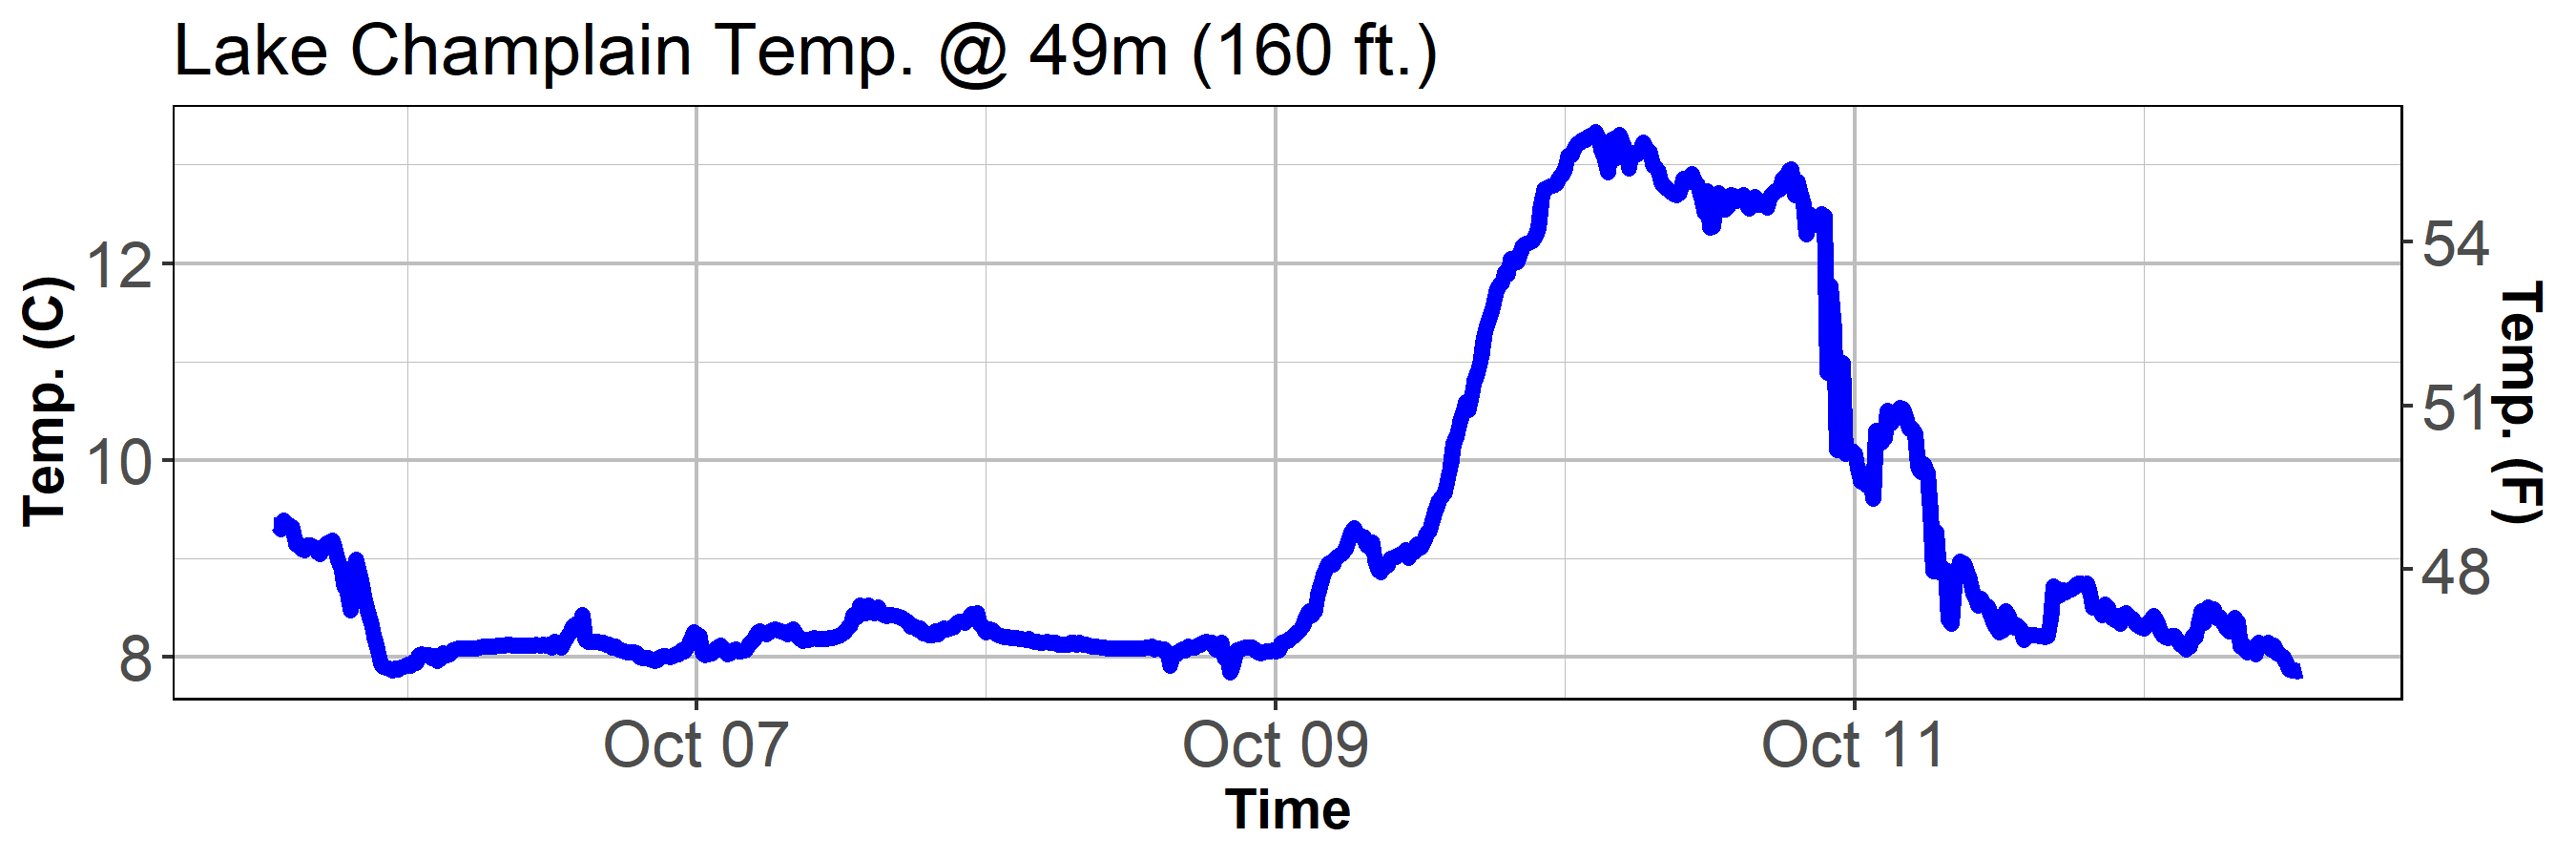 Lake Champlain Temp. @ 49m (160 ft.)
Temp. (C)
12
10
8
54
51
48
Temp. (F)
Oct 07
Oct 09
Oct 11
Time